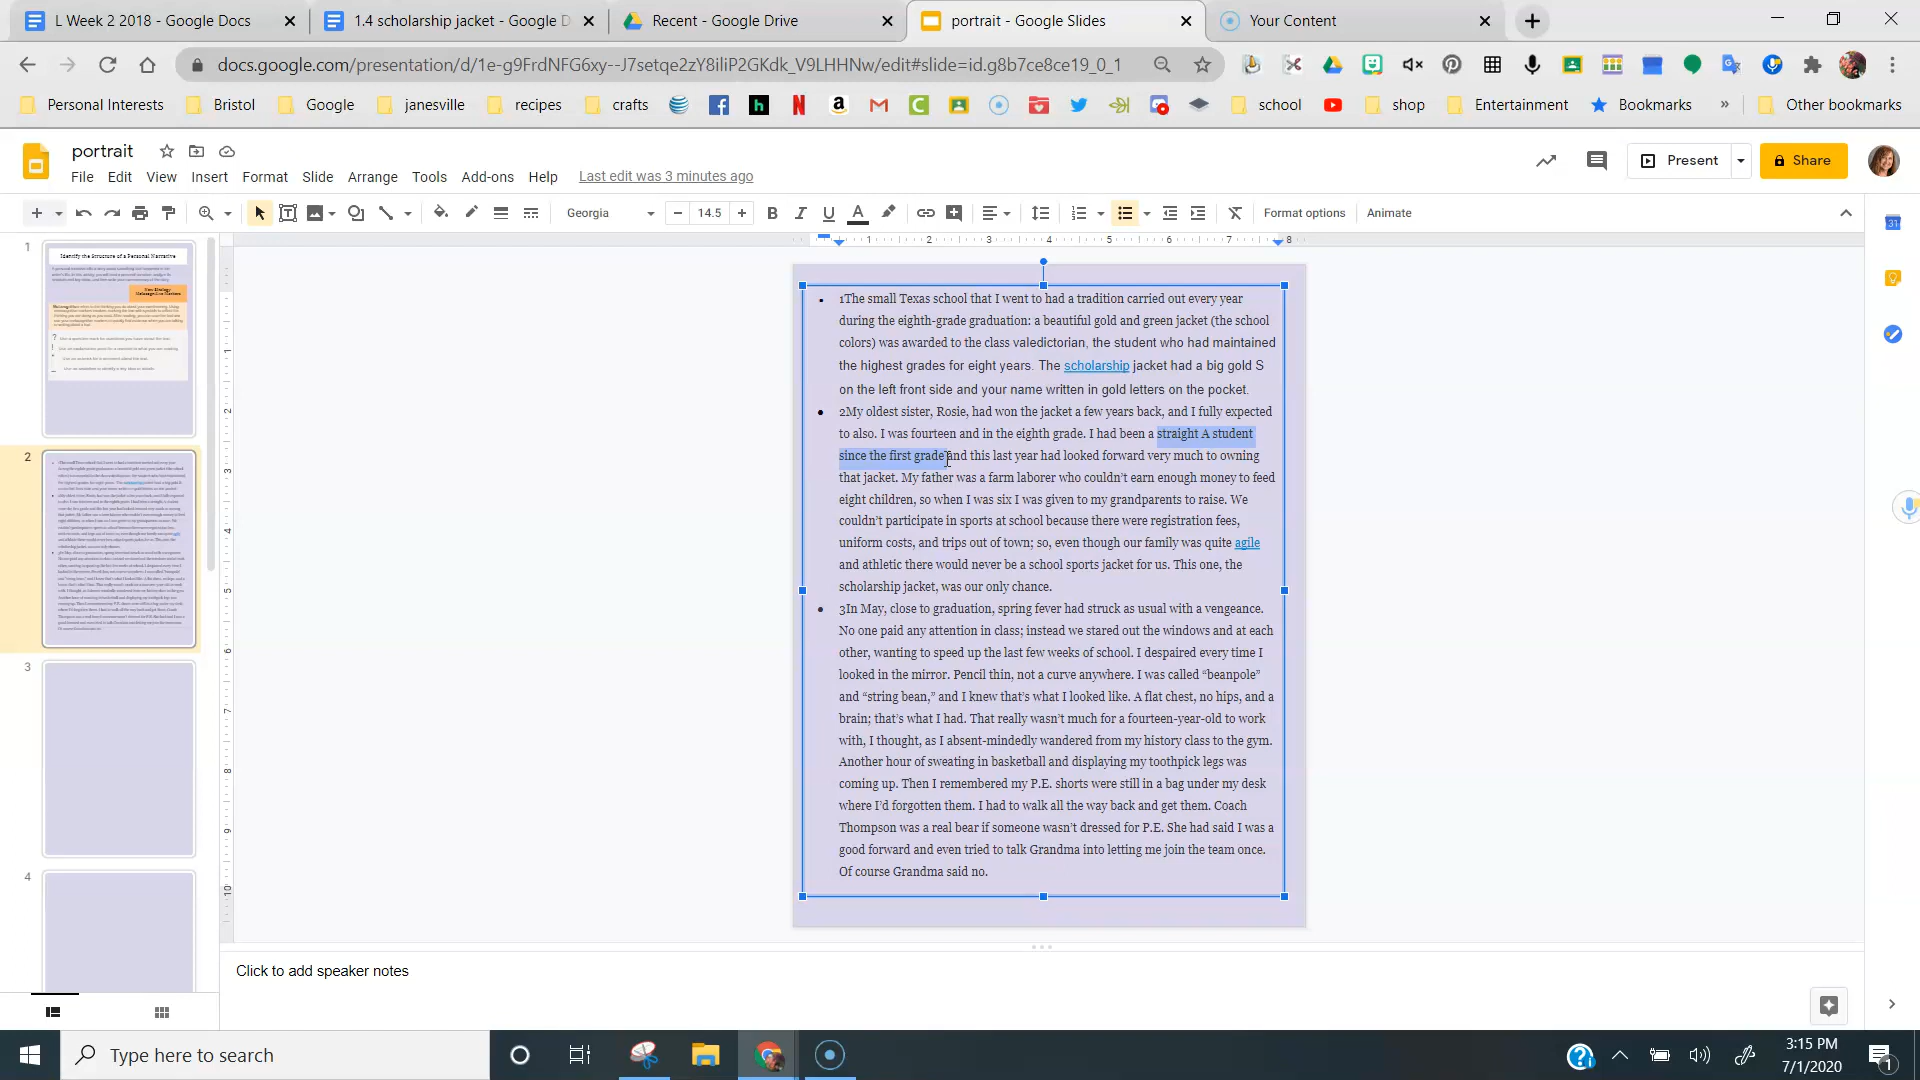 L Week 2 2018 - Google Docs
1.4 scholarship jacket - Google D
Recent - Google Drive
portrait - Google Slides
Your Content
docs.google.com/presentation/d/1e-g9FrdNFG6xy--J7setqe2zY8iliP2GKdk_V9LHHNw/edit#slide=id.g8b7ce8ce19_0_1
Personal Interests
Bristol
Google
janesville
recipes
crafts
school
shop
Entertainment
Bookmarks
Other bookmarks
portrait
Present
Share
File Edit View Insert Format Slide Arrange Tools Add-ons Help Last edit was 3 minutes ago
Georgia
14.5
Format options
Animate
1
Identify the Structure of a Personal Narrative
2
3
4
1The small Texas school that I went to had a tradition carried out every year
during the eighth-grade graduation: a beautiful gold and green jacket (the school
colors) was awarded to the class valedictorian, the student who had maintained
the highest grades for eight years. The scholarship jacket had a big gold S
on the left front side and your name written in gold letters on the pocket.
2My oldest sister, Rosie, had won the jacket a few years back, and I fully expected
to also. I was fourteen and in the eighth grade. I had been a straight A student
since the first grade and this last year had looked forward very much to owning
that jacket. My father was a farm laborer who couldn't earn enough money to feed
eight children, so when I was six I was given to my grandparents to raise. We
couldn't participate in sports at school because there were registration fees,
uniform costs, and trips out of town; so, even though our family was quite agile
and athletic there would never be a school sports jacket for us. This one, the
scholarship jacket, was our only chance.
3In May, close to graduation, spring fever had struck as usual with a vengeance.
No one paid any attention in class; instead we stared out the windows and at each
other, wanting to speed up the last few weeks of school. I despaired every time I
looked in the mirror. Pencil thin, not a curve anywhere. I was called “beanpole”
and “string bean,” and I knew that’s what I looked like. A flat chest, no hips, and a
brain; that’s what I had. That really wasn’t much for a fourteen-year-old to work
with, I thought, as I absent-mindedly wandered from my history class to the gym.
Another hour of sweating in basketball and displaying my toothpick legs was
coming up. Then I remembered my P.E. shorts were still in a bag under my desk
where I’d forgotten them. I had to walk all the way back and get them. Coach
Thompson was a real bear if someone wasn’t dressed for P.E. She had said I was a
good forward and even tried to talk Grandma into letting me join the team once.
Of course Grandma said no.
Click to add speaker notes
Type here to search
3:15 PM
7/1/2020